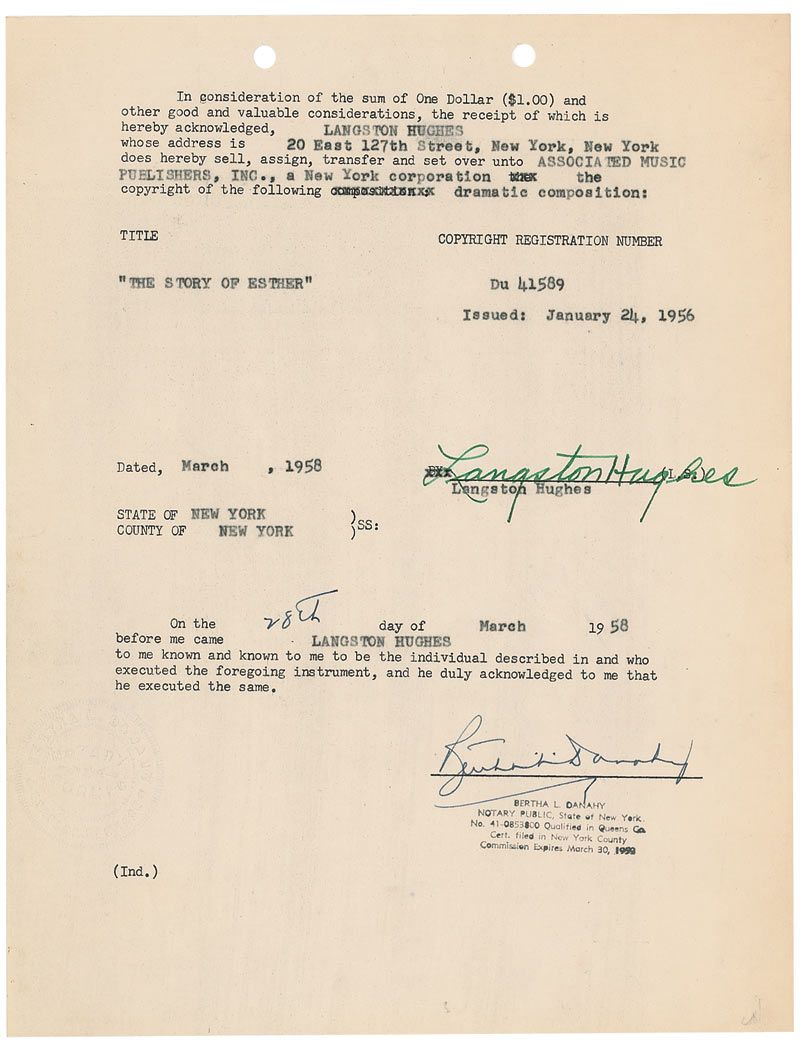 In consideration of the sum of One Dollar ($1.00) and
other good and valuable considerations, the receipt of which is
hereby acknowledged, LANGSTON HUGHES
whose address is 20 East 127th Street, New York, New York
does hereby sell, assign, transfer and set over unto ASSOCIATED MUSIC
PUBLISHERS, INC., a New York corporation the
copyright of the following dramatic composition:
TITLE
COPYRIGHT REGISTRATION NUMBER
"THE STORY OF ESTHER"
Du 41589
Issued: January 24, 1956
Dated, March , 1958
Langston Hughes
Langston Hughes
STATE OF NEW YORK )
COUNTY OF NEW YORK )SS:
On the 28th day of March 1958
before me came LANGSTON HUGHES
to me known and known to me to be the individual described in and who
executed the foregoing instrument, and he duly acknowledged to me that
he executed the same.
Bertha L Danahy
BERTHA L. DANAHY
NOTARY PUBLIC, State of New York.
No. 41-0853800 Qualified in Queens Co.
Cert. filed in New York County
Commission Expires March 30,
(Ind.)